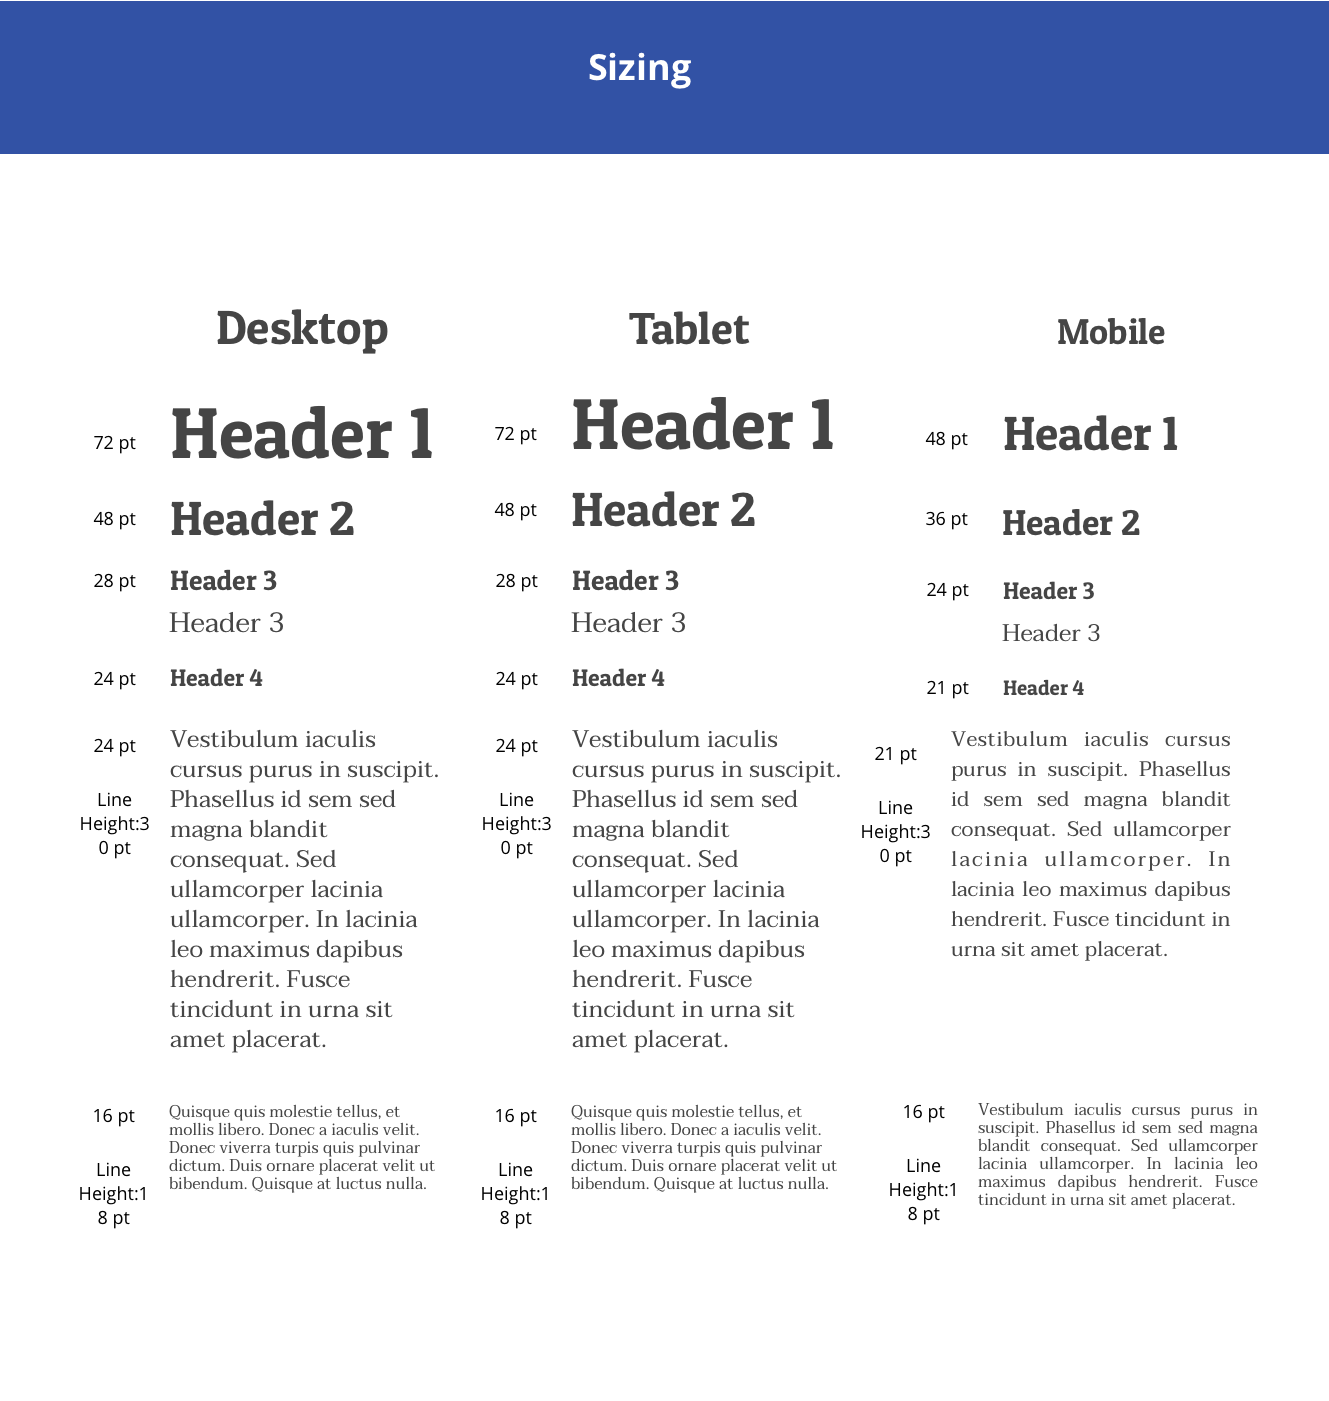 Sizing
Desktop
72 pt
Header 1
48 pt
Header 2
28 pt
Header 3
Header 3
24 pt
Header 4
24 pt
Line
Height:3
0 pt
Vestibulum iaculis
cursus purus in suscipit.
Phasellus id sem sed
magna blandit
consequat. Sed
ullamcorper lacinia
ullamcorper. In lacinia
leo maximus dapibus
hendrerit. Fusce
tincidunt in urna sit
amet placerat.
16 pt
Line
Height:1
8 pt
Quisque quis molestie tellus, et
mollis libero. Donec a iaculis velit.
Donec viverra turpis quis pulvinar
dictum. Duis ornare placerat velit ut
bibendum. Quisque at luctus nulla.
Tablet
72 pt
Header 1
48 pt
Header 2
28 pt
Header 3
Header 3
24 pt
Header 4
24 pt
Line
Height:3
0 pt
Vestibulum iaculis
cursus purus in suscipit.
Phasellus id sem sed
magna blandit
consequat. Sed
ullamcorper lacinia
ullamcorper. In lacinia
leo maximus dapibus
hendrerit. Fusce
tincidunt in urna sit
amet placerat.
16 pt
Line
Height:1
8 pt
Quisque quis molestie tellus, et
mollis libero. Donec a iaculis velit.
Donec viverra turpis quis pulvinar
dictum. Duis ornare placerat velit ut
bibendum. Quisque at luctus nulla.
Mobile
48 pt
Header 1
36 pt
Header 2
24 pt
Header 3
Header 3
21 pt
Header 4
21 pt
Line
Height:3
0 pt
Vestibulum iaculis cursus
purus in suscipit. Phasellus
id sem sed magna blandit
consequat. Sed ullamcorper
lacinia ullamcorper. In
lacinia leo maximus dapibus
hendrerit. Fusce tincidunt in
urna sit amet placerat.
16 pt
Line
Height:1
8 pt
Vestibulum iaculis cursus purus in
suscipit. Phasellus id sem sed magna
blandit consequat. Sed ullamcorper
lacinia ullamcorper. In lacinia leo
maximus dapibus hendrerit. Fusce
tincidunt in urna sit amet placerat.